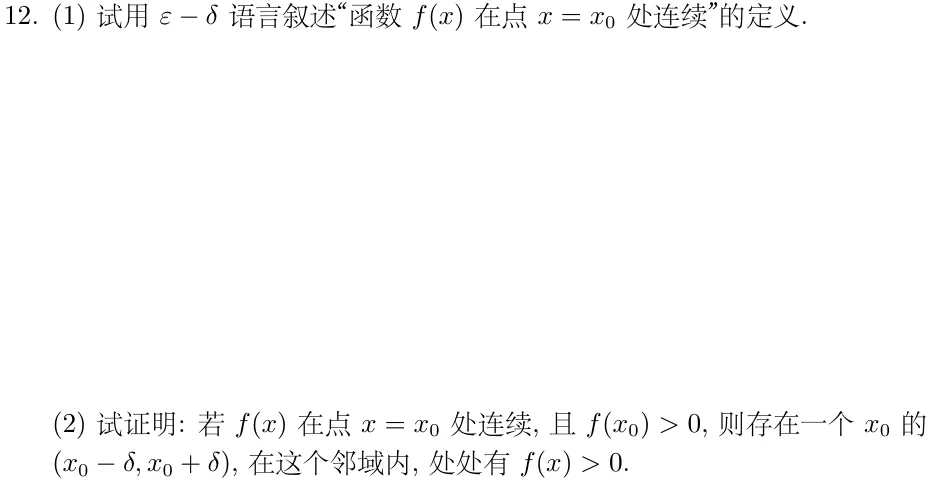 12. (1) 试用 ε − δ 语言叙述“函数 f(x) 在点 x = x₀ 处连续”的定义.
(2) 试证明: 若 f(x) 在点 x = x₀ 处连续, 且 f(x₀) > 0, 则存在一个 x₀ 的
(x₀ − δ, x₀ + δ), 在这个邻域内, 处处有 f(x) > 0.